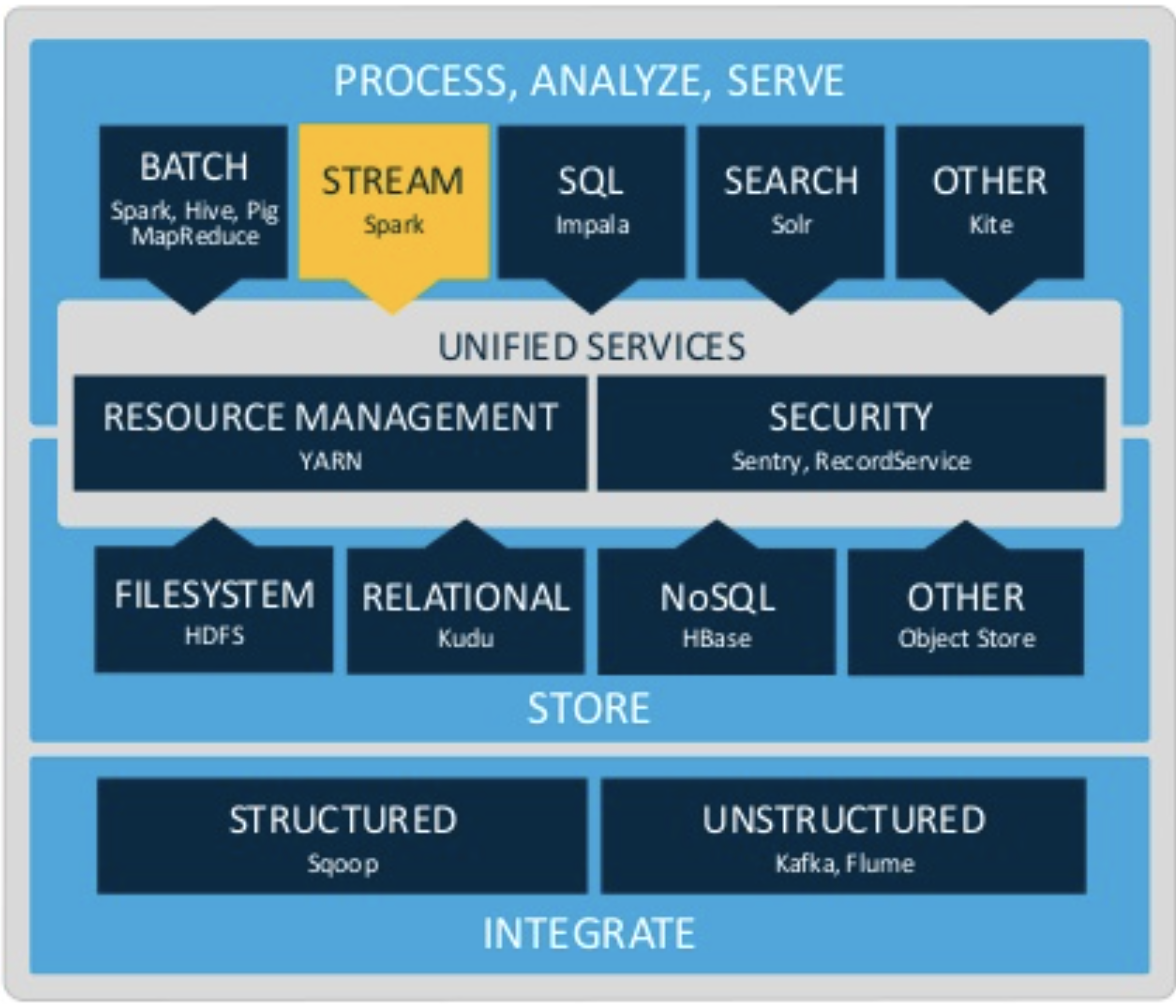 PROCESS, ANALYZE, SERVE
BATCH
Spark, Hive, Pig
MapReduce
STREAM
Spark
SQL
Impala
SEARCH
Solr
OTHER
Kite
UNIFIED SERVICES
RESOURCE MANAGEMENT
YARN
SECURITY
Sentry, RecordService
FILESYSTEM
HDFS
RELATIONAL
Kudu
NoSQL
HBase
OTHER
Object Store
STORE
STRUCTURED
Sqoop
UNSTRUCTURED
Kafka, Flume
INTEGRATE